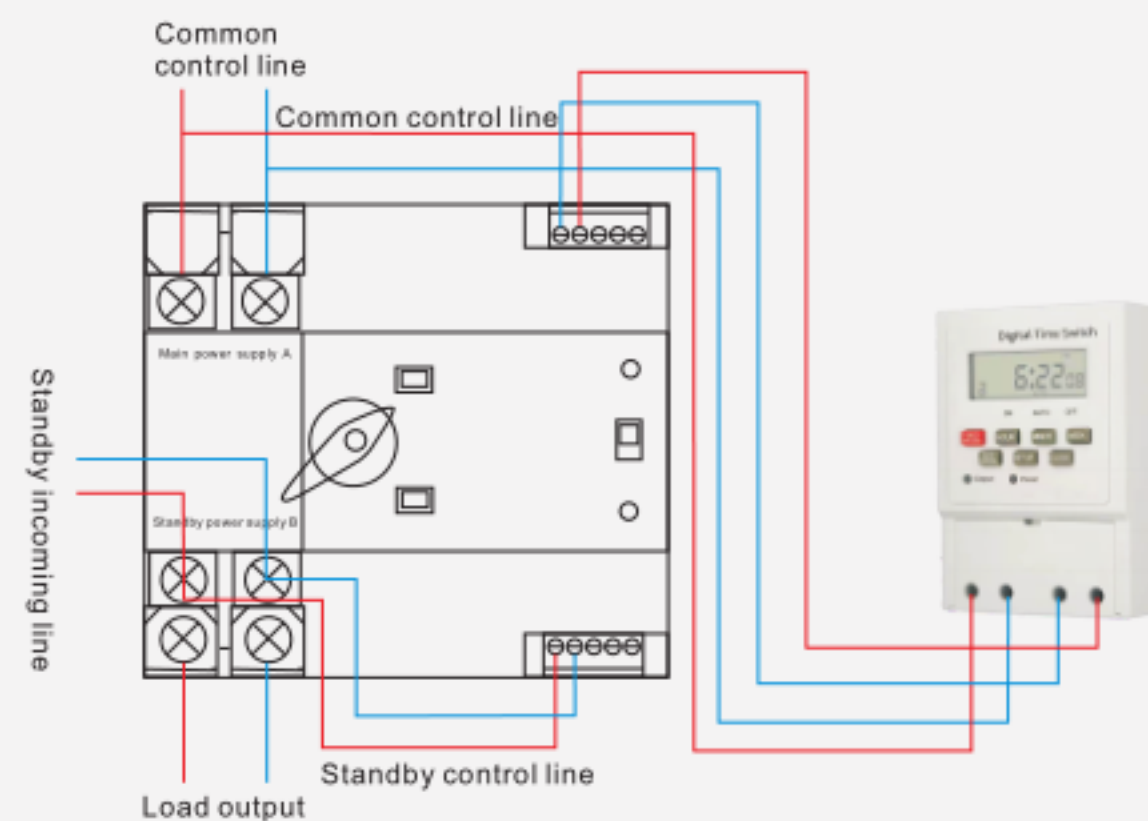 Common
control line
Common control line
Main power supply A
Standby incoming line
Standby power supply B
Standby control line
Load output
Digital Time Switch
6:22 08